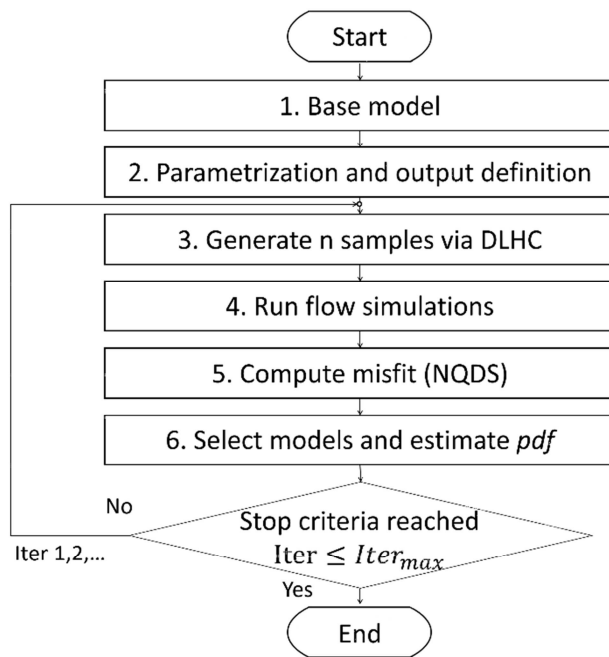 Start
1. Base model
2. Parametrization and output definition
3. Generate n samples via DLHC
4. Run flow simulations
5. Compute misfit (NQDS)
6. Select models and estimate pdf
No
Stop criteria reached
Iter ≤ Iter_max
Iter 1,2,...
Yes
End